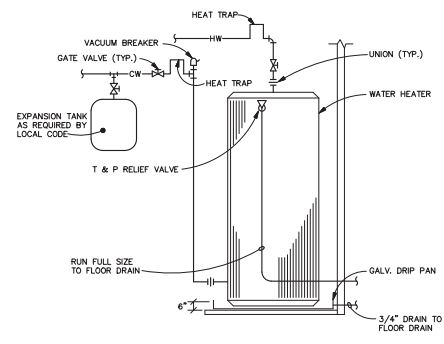 HEAT TRAP
HW
VACUUM BREAKER
GATE VALVE (TYP.)
UNION (TYP.)
CW
HEAT TRAP
WATER HEATER
EXPANSION TANK
AS REQUIRED BY
LOCAL CODE
T & P RELIEF VALVE
RUN FULL SIZE
TO FLOOR DRAIN
GALV. DRIP PAN
6"
3/4" DRAIN TO
FLOOR DRAIN